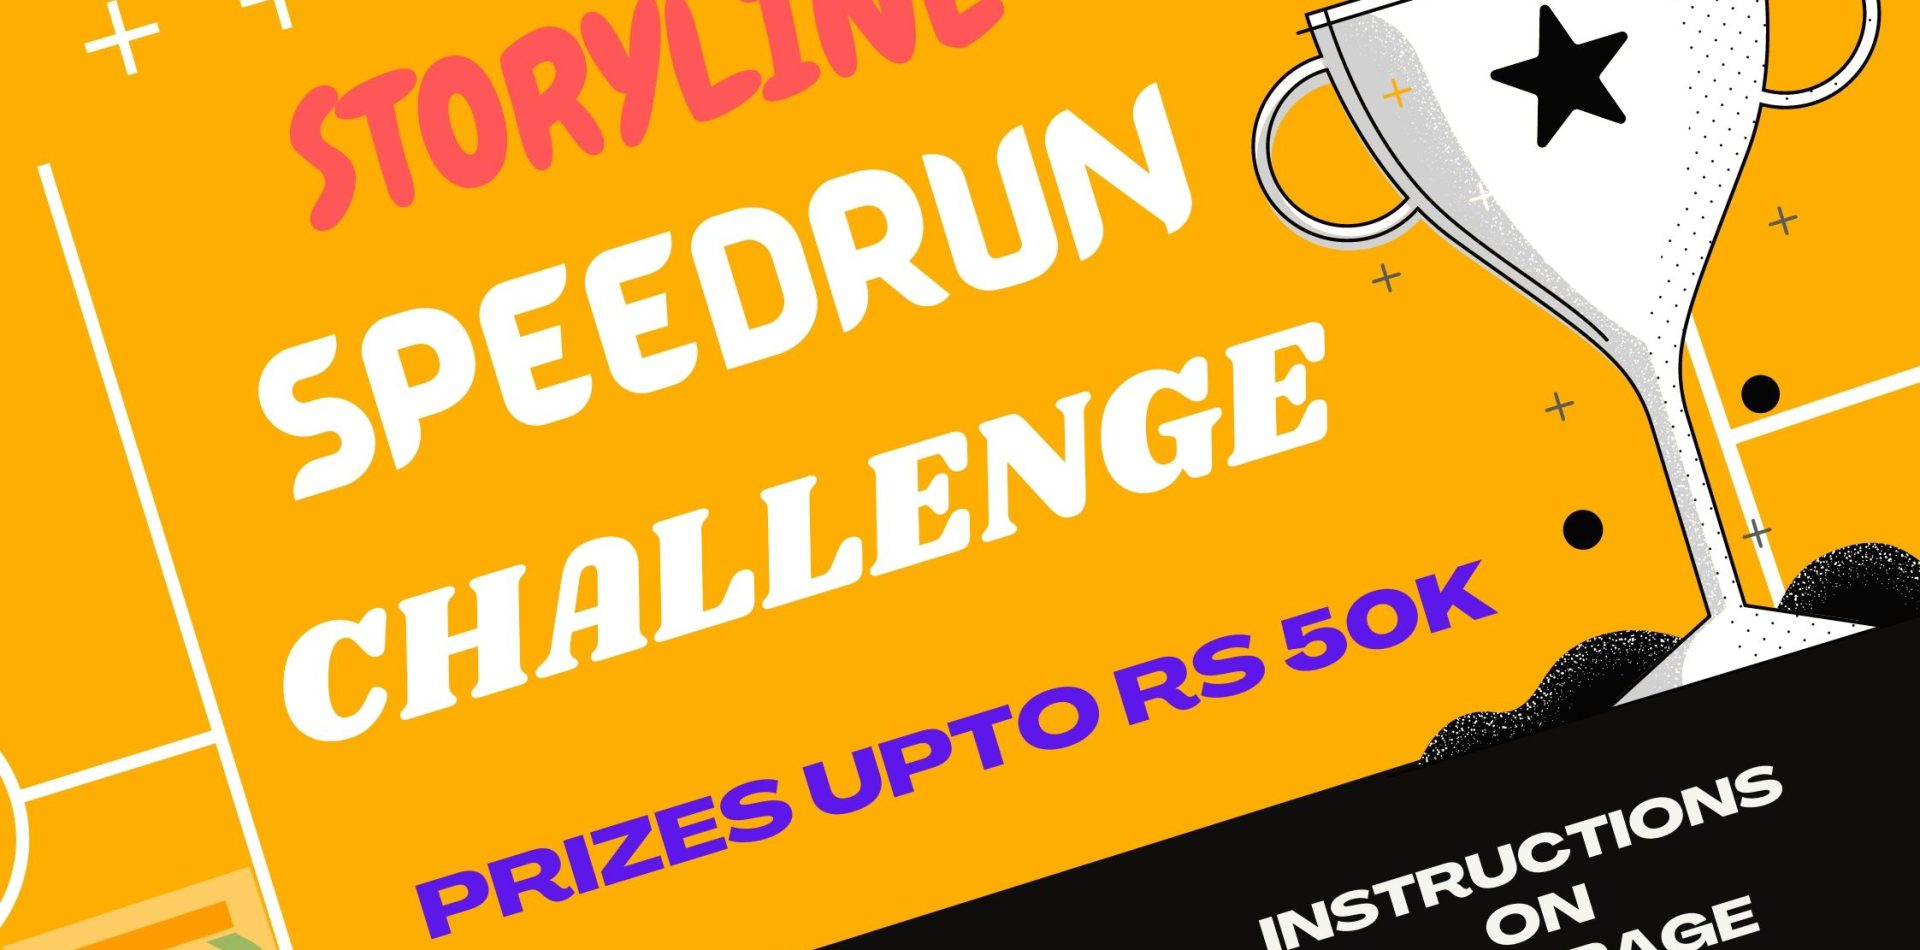 STORYLINE
SPEEDRUN
CHALLENGE
PRIZES UPTO RS 50K
INSTRUCTIONS
ON